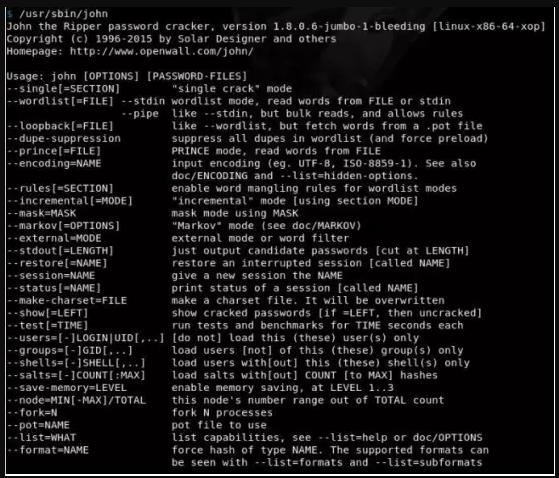 $ /usr/sbin/john
John the Ripper password cracker, version 1.8.0.6-jumbo-1-bleeding [linux-x86-64-xop]
Copyright (c) 1996-2015 by Solar Designer and others
Homepage: http://www.openwall.com/john/
Usage: john [OPTIONS] [PASSWORD-FILES]
--single[=SECTION]        "single crack" mode
--wordlist[=FILE] --stdin wordlist mode, read words from FILE or stdin
                  --pipe  like --stdin, but bulk reads, and allows rules
--loopback[=FILE]         like --wordlist, but fetch words from a .pot file
--dupe-suppression        suppress all dupes in wordlist (and force preload)
--prince[=FILE]           PRINCE mode, read words from FILE
--encoding=NAME           input encoding (eg. UTF-8, ISO-8859-1). See also
                          doc/ENCODING and --list=hidden-options.
--rules[=SECTION]         enable word mangling rules for wordlist modes
--incremental[=MODE]      "incremental" mode [using section MODE]
--mask=MASK               mask mode using MASK
--markov[=OPTIONS]        "Markov" mode (see doc/MARKOV)
--external=MODE           external mode or word filter
--stdout[=LENGTH]         just output candidate passwords [cut at LENGTH]
--restore[=NAME]          restore an interrupted session [called NAME]
--session=NAME            give a new session the NAME
--status[=NAME]           print status of a session [called NAME]
--make-charset=FILE       make a charset file. It will be overwritten
--show[=LEFT]             show cracked passwords [if =LEFT, then uncracked]
--test[=TIME]             run tests and benchmarks for TIME seconds each
--users=[-]LOGIN|UID[,..] [do not] load this (these) user(s) only
--groups=[-]GID[,..]      load users [not] of this (these) group(s) only
--shells=[-]SHELL[,..]    load users with[out] this (these) shell(s) only
--salts=[-]COUNT[:MAX]    load salts with[out] COUNT [to MAX] hashes
--save-memory=LEVEL       enable memory saving, at LEVEL 1..3
--node=MIN[-MAX]/TOTAL    this node's number range out of TOTAL count
--fork=N                  fork N processes
--pot=NAME                pot file to use
--list=WHAT               list capabilities, see --list=help or doc/OPTIONS
--format=NAME             force hash of type NAME. The supported formats can
                          be seen with --list=formats and --list=subformats